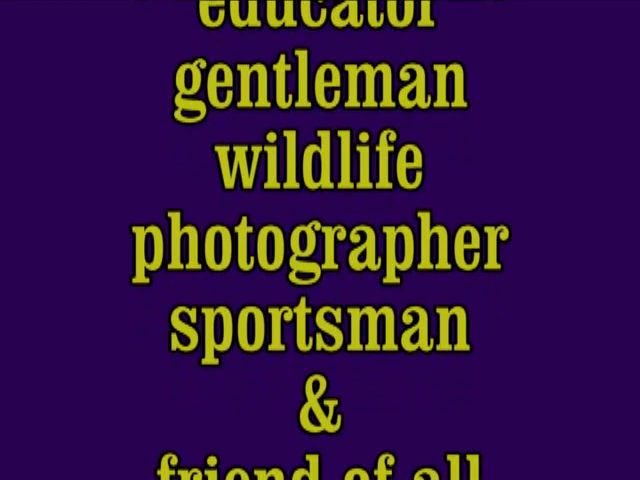 educator
gentleman
wildlife
photographer
sportsman
&
friend of all